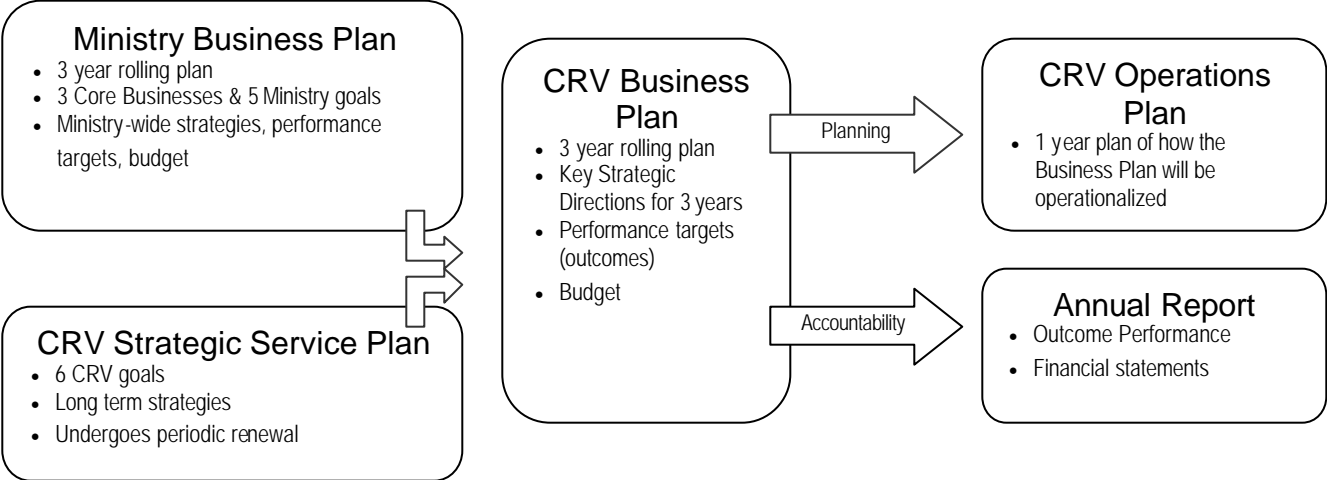 Ministry Business Plan
• 3 year rolling plan
• 3 Core Businesses & 5 Ministry goals
• Ministry-wide strategies, performance
targets, budget
CRV Strategic Service Plan
• 6 CRV goals
• Long term strategies
• Undergoes periodic renewal
CRV Business
Plan
• 3 year rolling plan
• Key Strategic
Directions for 3 years
• Performance targets
(outcomes)
• Budget
Planning
Accountability
CRV Operations
Plan
• 1 year plan of how the
Business Plan will be
operationalized
Annual Report
• Outcome Performance
• Financial statements